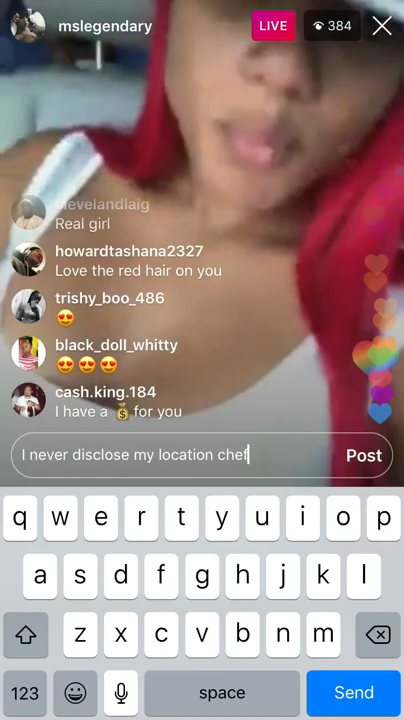 mslegendary
LIVE
384
clevelandlaig
Real girl
howardtashana2327
Love the red hair on you
trishy_boo_486
😍
black_doll_whitty
😍😍😍
cash.king.184
I have a 💰 for you
I never disclose my location chef
Post
q w e r t y u i o p
a s d f g h j k l
z x c v b n m
123
space
Send